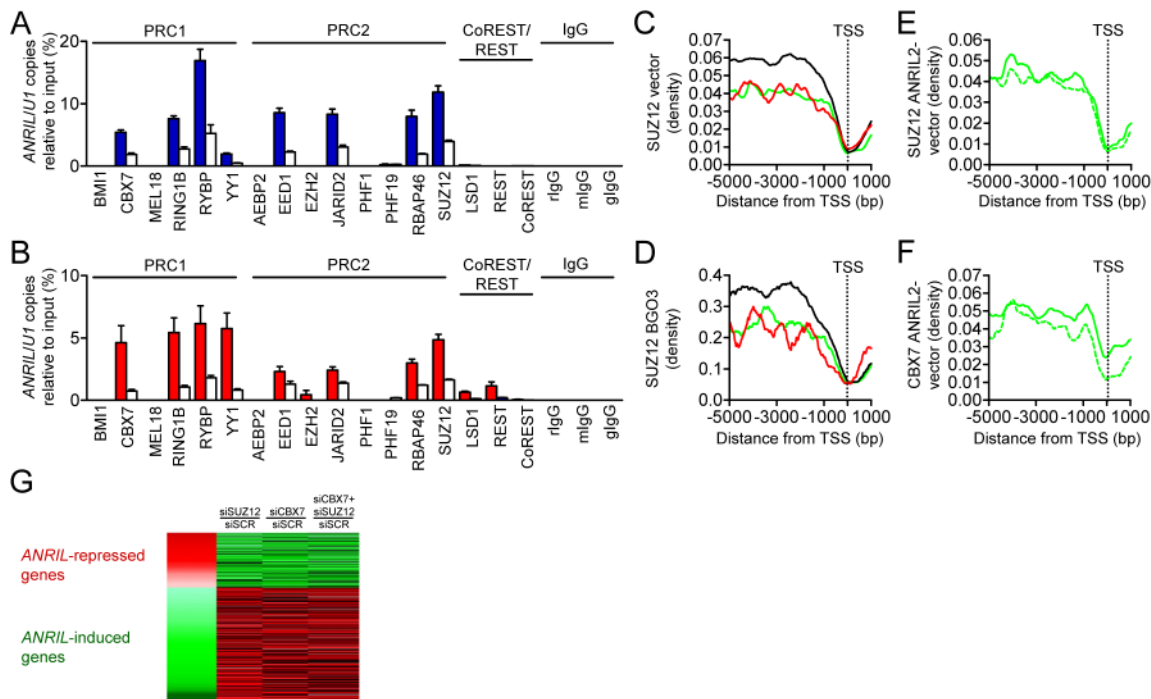 A
PRC1
PRC2
CoREST/
REST
IgG
ANRIL/U1 copies
relative to input (%)
20
10
0
BMI1
CBX7
MEL18
RING1B
RYBP
YY1
AEBP2
EED1
EZH2
JARID2
PHF1
PHF19
RBAP46
SUZ12
LSD1
REST
CoREST
rIgG
mIgG
gIgG
B
PRC1
PRC2
CoREST/
REST
IgG
ANRIL/U1 copies
relative to input (%)
10
5
0
BMI1
CBX7
MEL18
RING1B
RYBP
YY1
AEBP2
EED1
EZH2
JARID2
PHF1
PHF19
RBAP46
SUZ12
LSD1
REST
CoREST
rIgG
mIgG
gIgG
C
TSS
SUZ12 vector
(density)
0.07
0.06
0.05
0.04
0.03
0.02
0.01
0.00
-5000 -3000 -1000 1000
Distance from TSS (bp)
D
TSS
SUZ12 BGO3
(density)
0.4
0.3
0.2
0.1
0.0
-5000 -3000 -1000 1000
Distance from TSS (bp)
E
TSS
SUZ12 ANRIL2-
vector (density)
0.07
0.06
0.05
0.04
0.03
0.02
0.01
0.00
-5000 -3000 -1000 1000
Distance from TSS (bp)
F
TSS
CBX7 ANRIL2-
vector (density)
0.07
0.06
0.05
0.04
0.03
0.02
0.01
0.00
-5000 -3000 -1000 1000
Distance from TSS (bp)
G
siSUZ12
siSCR
siCBX7
siSCR
siCBX7+
siSUZ12
siSCR
ANRIL-repressed
genes
ANRIL-induced
genes